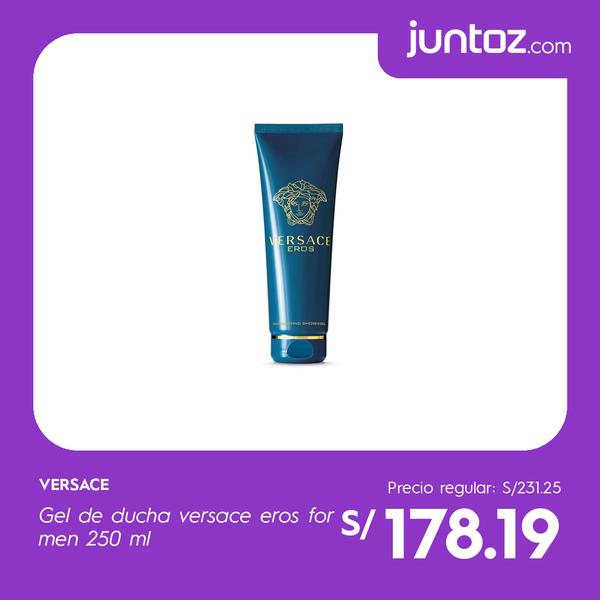 juntoz.com
VERSACE
EROS
VERSACE
Gel de ducha versace eros for
men 250 ml
Precio regular: S/231.25
S/178.19